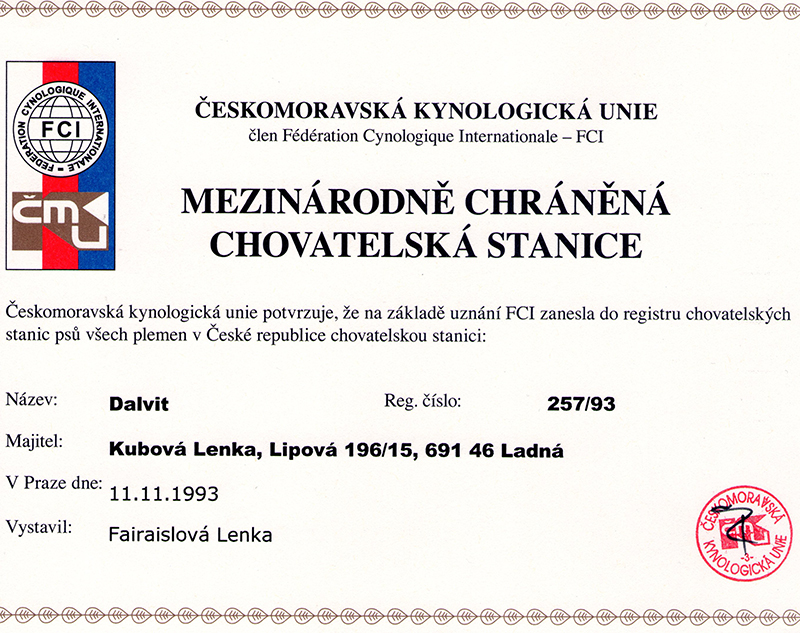 FEDERATION CYNOLOGIQUE INTERNATIONALE –
FCI
ČMKU
ČESKOMORAVSKÁ KYNOLOGICKÁ UNIE
člen Fédération Cynologique Internationale – FCI
MEZINÁRODNĚ CHRÁNĚNÁ
CHOVATELSKÁ STANICE
Českomoravská kynologická unie potvrzuje, že na základě uznání FCI zanesla do registru chovatelských
stanic psů všech plemen v České republice chovatelskou stanici:
Název: Dalvit Reg. číslo: 257/93
Majitel: Kubová Lenka, Lipová 196/15, 691 46 Ladná
V Praze dne: 11.11.1993
Vystavil: Fairaislová Lenka
ČESKOMORAVSKÁ
KYNOLOGICKÁ UNIE
-3-